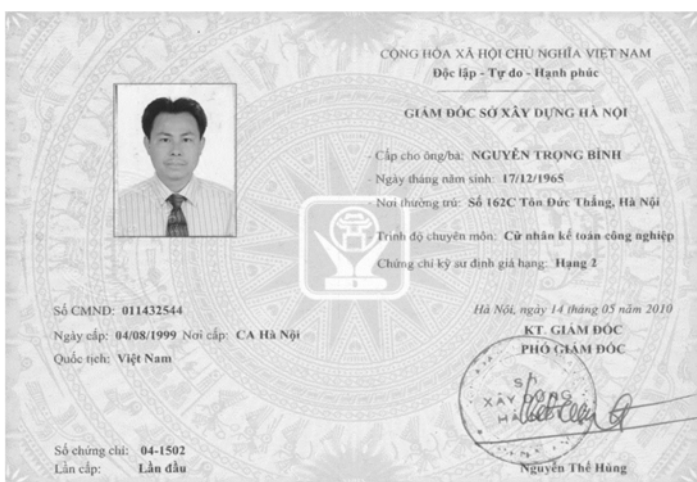 CỘNG HÒA XÃ HỘI CHỦ NGHĨA VIỆT NAM
Độc lập - Tự do - Hạnh phúc
GIÁM ĐỐC SỞ XÂY DỰNG HÀ NỘI
- Cấp cho ông/bà: NGUYỄN TRỌNG BÌNH
- Ngày tháng năm sinh: 17/12/1965
- Nơi thường trú: Số 162C Tôn Đức Thắng, Hà Nội
- Trình độ chuyên môn: Cử nhân kế toán công nghiệp
- Chứng chỉ kỹ sư định giá hạng: Hạng 2
Số CMND: 011432544
Ngày cấp: 04/08/1999 Nơi cấp: CA Hà Nội
Quốc tịch: Việt Nam
Số chứng chỉ: 04-1502
Lần cấp: Lần đầu
Hà Nội, ngày 14 tháng 05 năm 2010
KT. GIÁM ĐỐC
PHÓ GIÁM ĐỐC
SỞ
XÂY DỰNG
HÀ
Nguyễn Thế Hùng